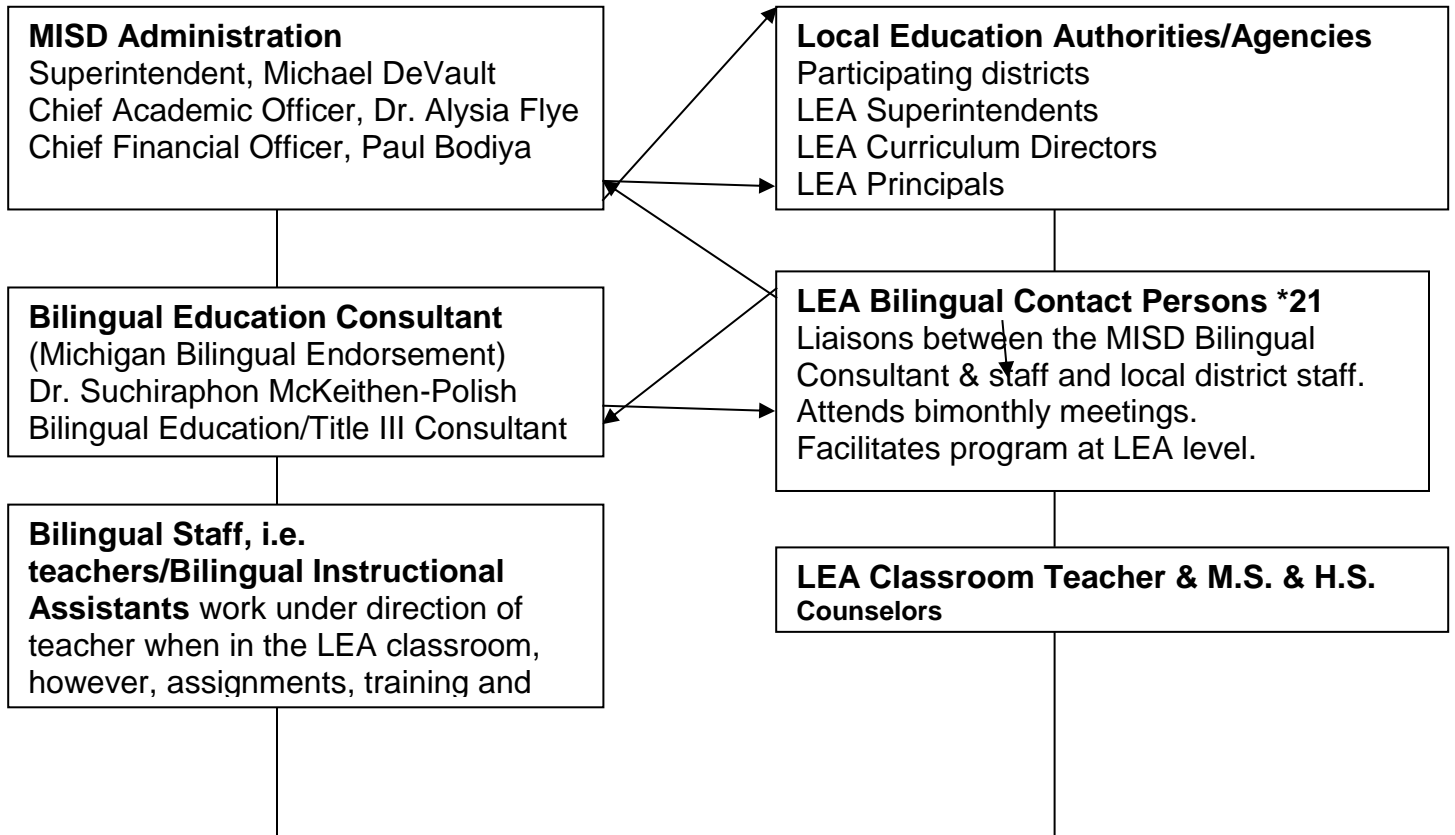 MISD Administration
Superintendent, Michael DeVault
Chief Academic Officer, Dr. Alysia Flye
Chief Financial Officer, Paul Bodiya
Local Education Authorities/Agencies
Participating districts
LEA Superintendents
LEA Curriculum Directors
LEA Principals
Bilingual Education Consultant
(Michigan Bilingual Endorsement)
Dr. Suchiraphon McKeithen-Polish
Bilingual Education/Title III Consultant
LEA Bilingual Contact Persons *21
Liaisons between the MISD Bilingual
Consultant & staff and local district staff.
Attends bimonthly meetings.
Facilitates program at LEA level.
Bilingual Staff, i.e.
teachers/Bilingual Instructional
Assistants work under direction of
teacher when in the LEA classroom,
however, assignments, training and
LEA Classroom Teacher & M.S. & H.S.
Counselors